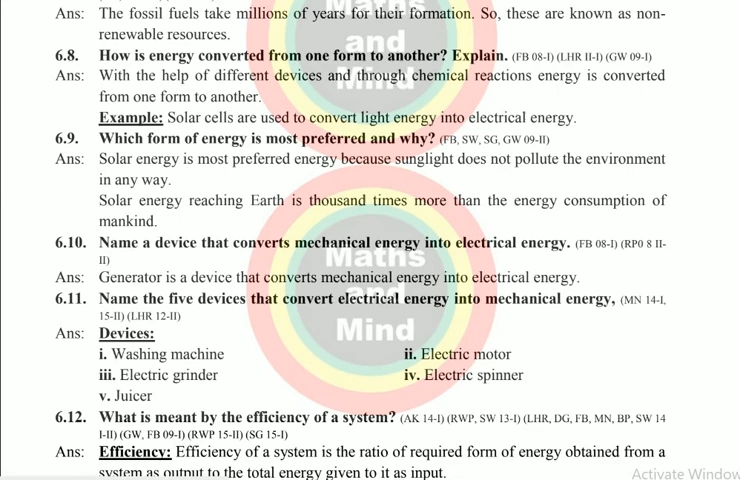 Ans: The fossil fuels take millions of years for their formation. So, these are known as non-
renewable resources.
6.8. How is energy converted from one form to another? Explain. (FB 08-I) (LHR II-I) (GW 09-I)
Ans: With the help of different devices and through chemical reactions energy is converted
from one form to another.
Example: Solar cells are used to convert light energy into electrical energy.
6.9. Which form of energy is most preferred and why? (FB, SW, SG, GW 09-II)
Ans: Solar energy is most preferred energy because sunlight does not pollute the environment
in any way.
Solar energy reaching Earth is thousand times more than the energy consumption of
mankind.
6.10. Name a device that converts mechanical energy into electrical energy. (FB 08-I) (RP0 8 II-
II)
Ans: Generator is a device that converts mechanical energy into electrical energy.
6.11. Name the five devices that convert electrical energy into mechanical energy, (MN 14-I,
15-II) (LHR 12-II)
Ans: Devices:
i. Washing machine ii. Electric motor
iii. Electric grinder iv. Electric spinner
v. Juicer
6.12. What is meant by the efficiency of a system? (AK 14-I) (RWP, SW 13-I) (LHR, DG, FB, MN, BP, SW 14
I-II) (GW, FB 09-I) (RWP 15-II) (SG 15-I)
Ans: Efficiency: Efficiency of a system is the ratio of required form of energy obtained from a
system as output to the total energy given to it as input.
Maths
and
Mind
Maths
and
Mind
Activate Window